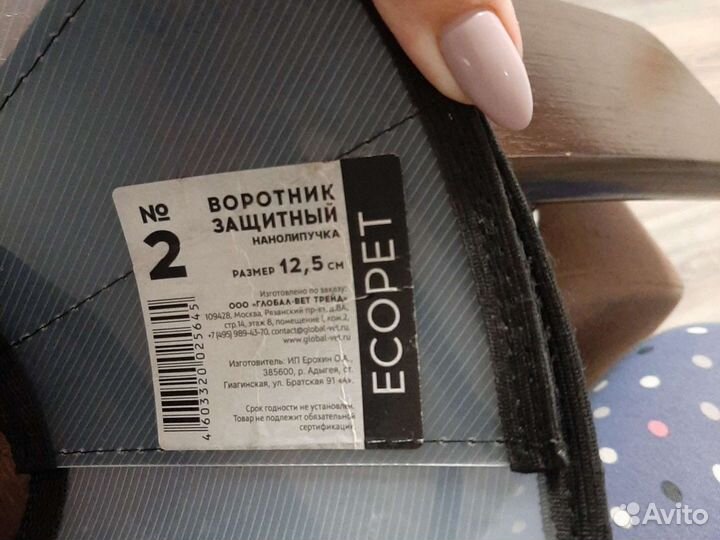 №
2
ВОРОТНИК
ЗАЩИТНЫЙ
НАНОЛИПУЧКА
РАЗМЕР 12,5 СМ
Изготовлено по заказу:
ООО «ГЛОБАЛ-ВЕТ ТРЕЙД»
109428, Москва, Рязанский пр-кт, д.8А,
стр.14, этаж 8, помещение I, ком.2,
+7 (495) 989-43-70, contact@global-vet.ru,
www.global-vet.ru
Изготовитель: ИП Ерохин О.А.,
385600, р. Адыгея, ст.
Гиагинская, ул. Братская 91 «А».
Срок годности не установлен.
Товар не подлежит обязательной
сертификации.
4603320025645
ECOPET
Avito